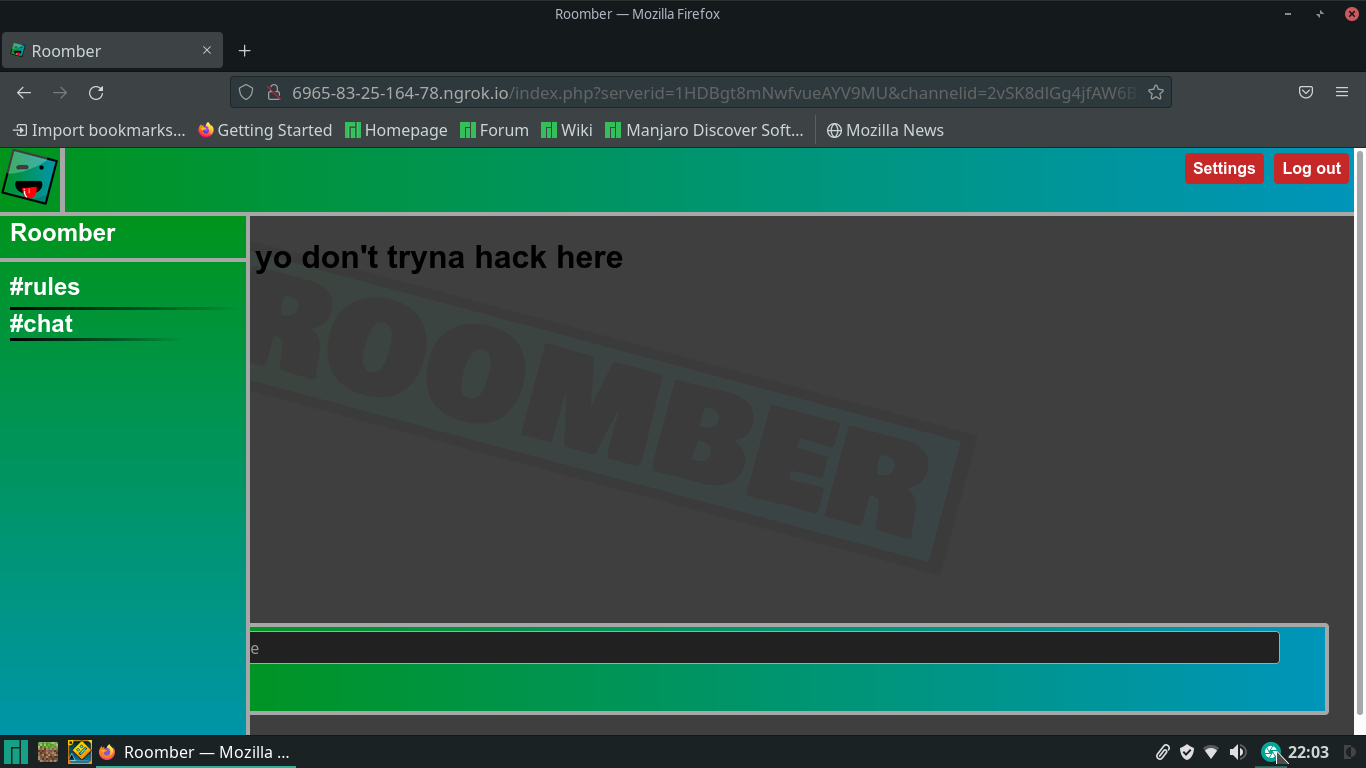 Roomber — Mozilla Firefox
Roomber
6965-83-25-164-78.ngrok.io/index.php?serverid=1HDBgt8mNwfvueAYV9MU&channelid=2vSK8dlGg4jfAW6B
Import bookmarks... Getting Started Homepage Forum Wiki Manjaro Discover Soft... Mozilla News
Settings Log out
Roomber
yo don't tryna hack here
#rules
#chat
ROOMBER
e
Roomber — Mozilla ... 22:03